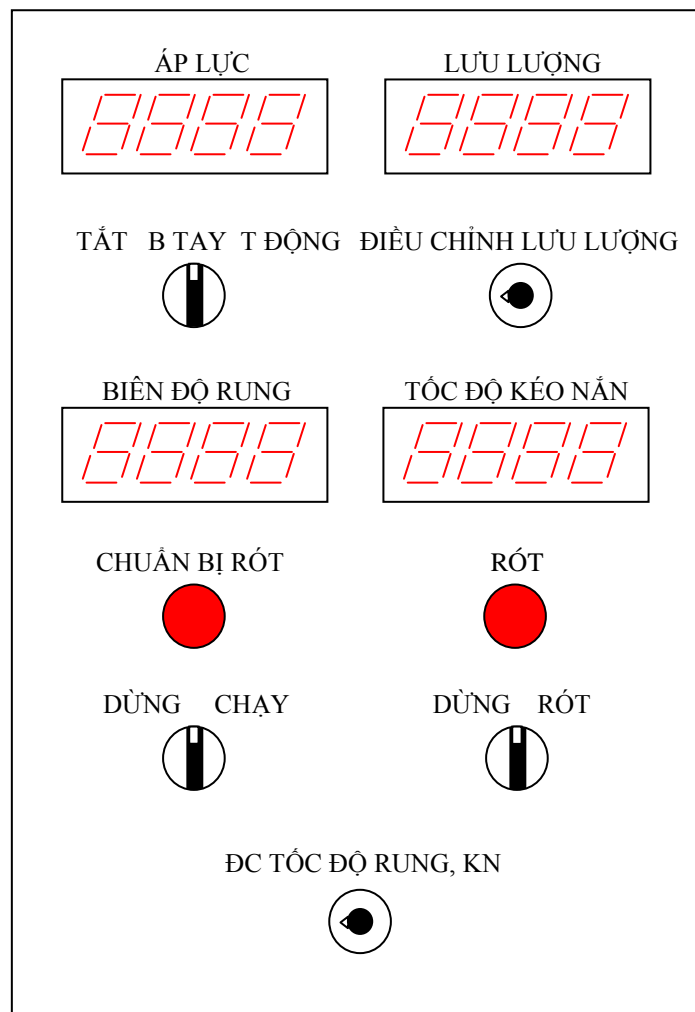 ÁP LỰC LƯU LƯỢNG
TẮT B TAY T ĐỘNG ĐIỀU CHỈNH LƯU LƯỢNG
BIÊN ĐỘ RUNG TỐC ĐỘ KÉO NẮN
CHUẨN BỊ RÓT RÓT
DỪNG CHẠY DỪNG RÓT
ĐC TỐC ĐỘ RUNG, KN